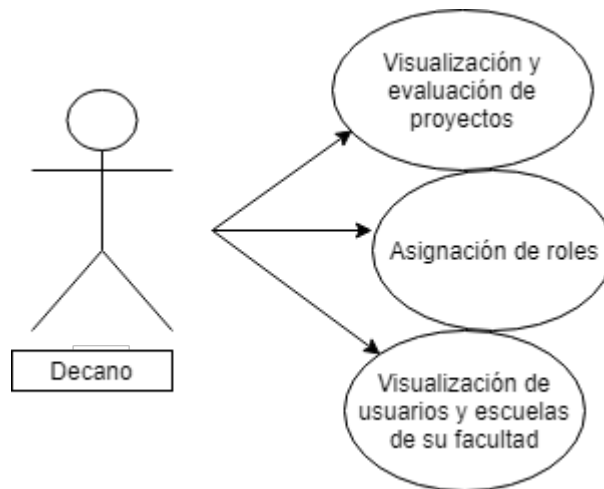 Visualización y
evaluación de
proyectos
Asignación de roles
Decano
Visualización de
usuarios y escuelas
de su facultad